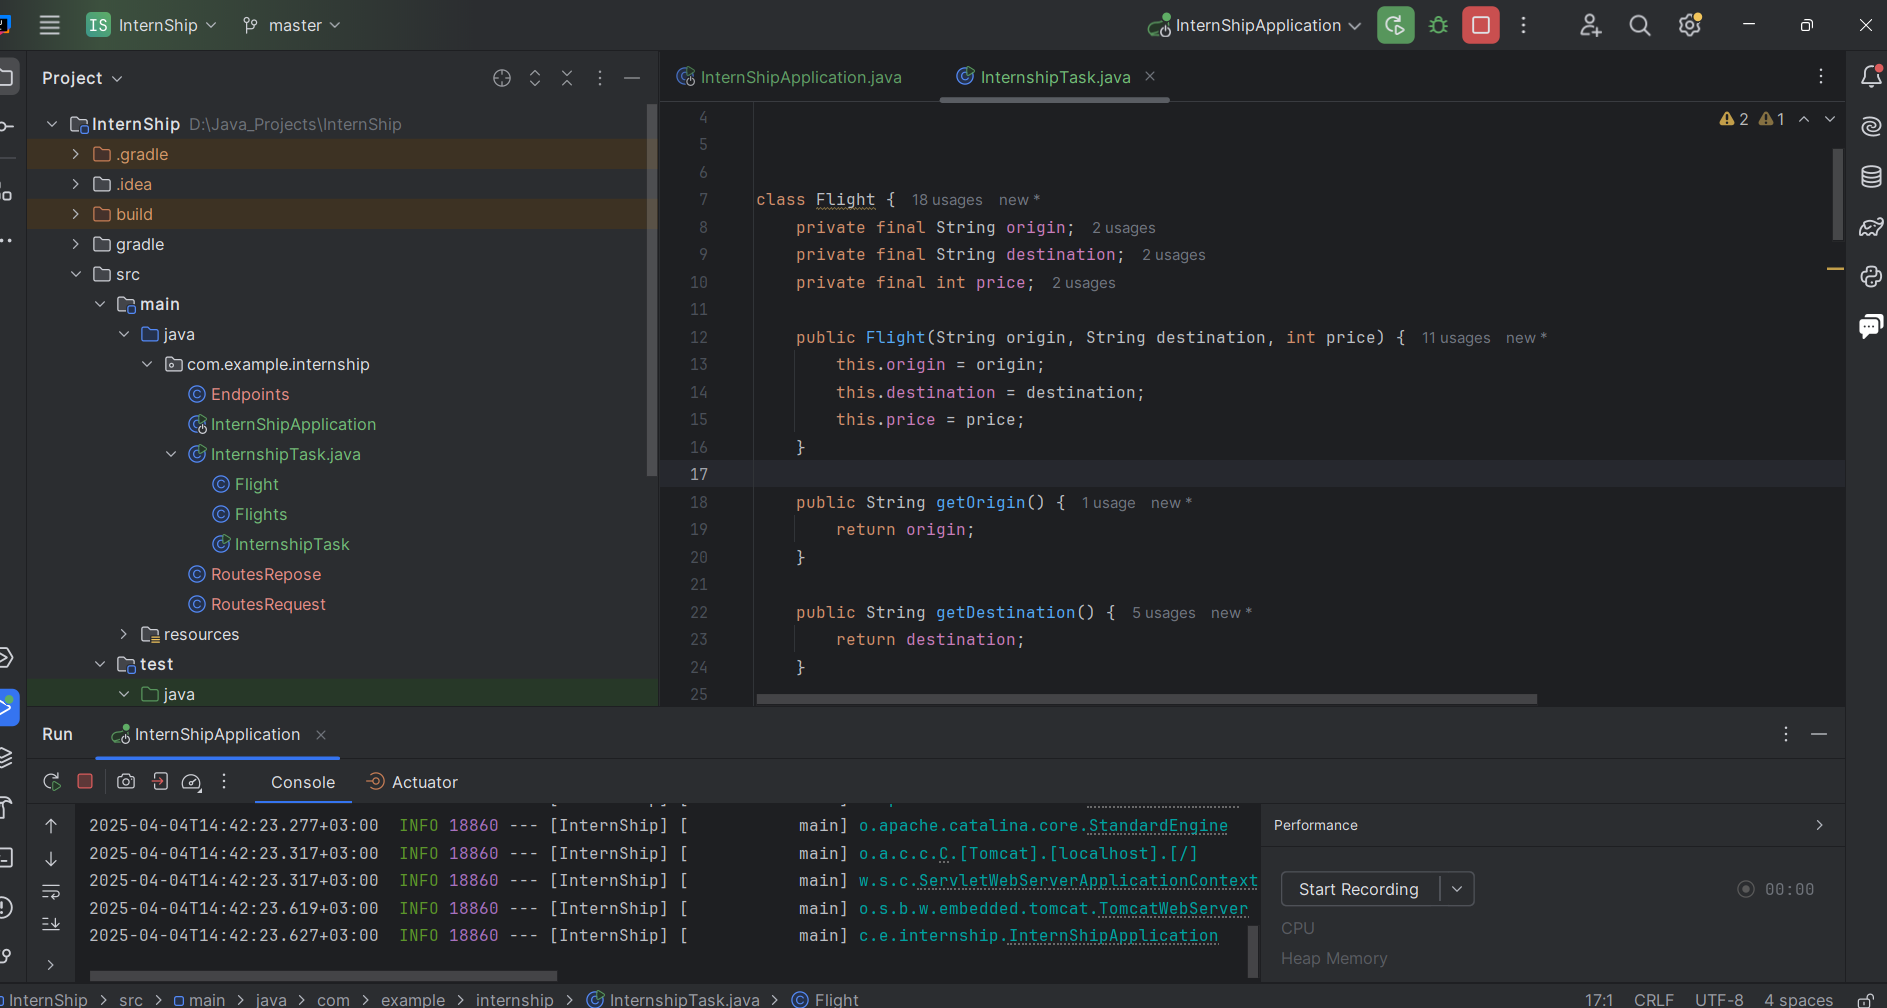 IS InternShip master InternShipApplication
Project
InternShipApplication.java InternshipTask.java
InternShip D:\Java_Projects\InternShip
.gradle
.idea
build
gradle
src
main
java
com.example.internship
Endpoints
InternShipApplication
InternshipTask.java
Flight
Flights
InternshipTask
RoutesRepose
RoutesRequest
resources
test
java
2 1
4
5
6
7 class Flight { 18 usages new *
8 private final String origin; 2 usages
9 private final String destination; 2 usages
10 private final int price; 2 usages
11
12 public Flight(String origin, String destination, int price) { 11 usages new *
13 this.origin = origin;
14 this.destination = destination;
15 this.price = price;
16 }
17
18 public String getOrigin() { 1 usage new *
19 return origin;
20 }
21
22 public String getDestination() { 5 usages new *
23 return destination;
24 }
25
Run InternShipApplication
Console Actuator
2025-04-04T14:42:23.277+03:00 INFO 18860 --- [InternShip] [ main] o.apache.catalina.core.StandardEngine
2025-04-04T14:42:23.317+03:00 INFO 18860 --- [InternShip] [ main] o.a.c.c.C.[Tomcat].[localhost].[/]
2025-04-04T14:42:23.317+03:00 INFO 18860 --- [InternShip] [ main] w.s.c.ServletWebServerApplicationContext
2025-04-04T14:42:23.619+03:00 INFO 18860 --- [InternShip] [ main] o.s.b.w.embedded.tomcat.TomcatWebServer
2025-04-04T14:42:23.627+03:00 INFO 18860 --- [InternShip] [ main] c.e.internship.InternShipApplication
Performance
Start Recording 00:00
CPU
Heap Memory
InternShip > src > main > java > com > example > internship > InternshipTask.java > Flight 17:1 CRLF UTF-8 4 spaces